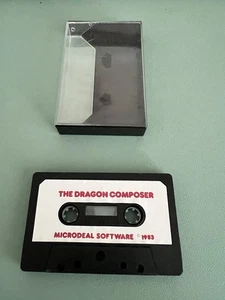 THE DRAGON COMPOSER
MICRODEAL SOFTWARE © 1983